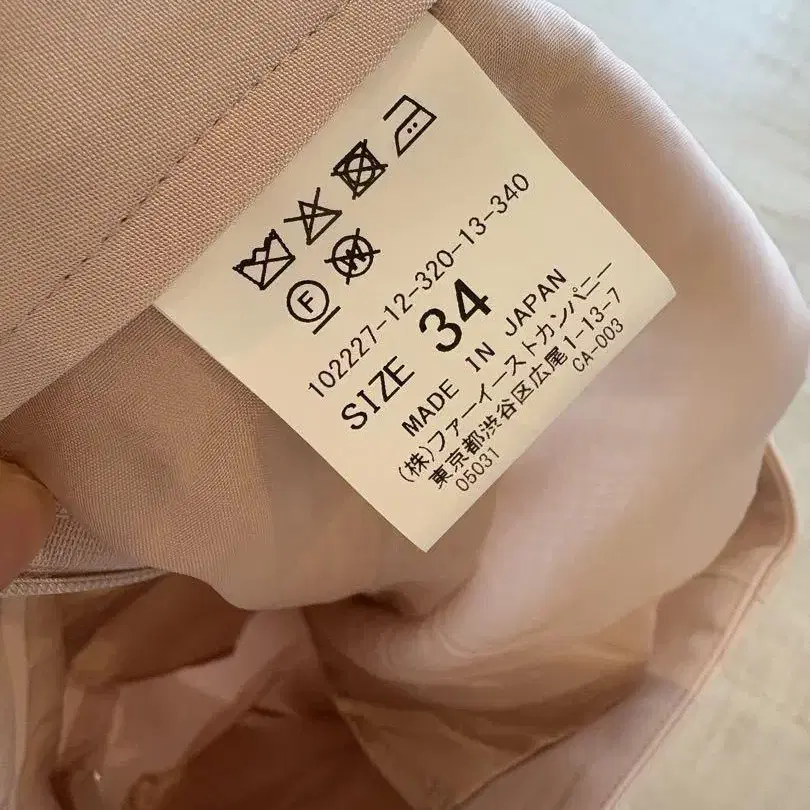 F
W
102227-12-320-13-340
SIZE 34
MADE IN JAPAN
(株)ファーイーストカンパニー
東京都渋谷区広尾1-13-7
05031 CA-003